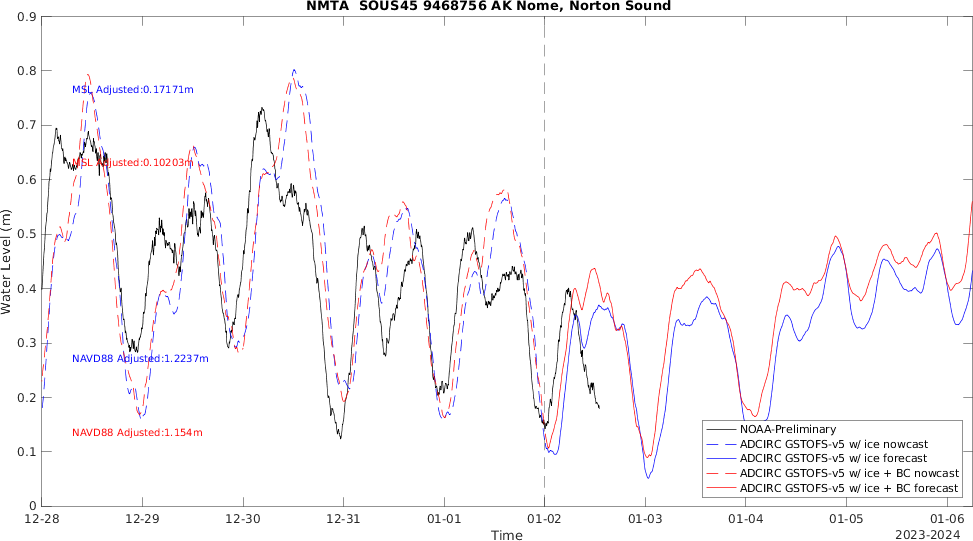 NMTA SOUS45 9468756 AK Nome, Norton Sound
0.9
0.8
0.7
0.6
0.5
0.4
0.3
0.2
0.1
0
Water Level (m)
MSL Adjusted:0.17171m
MSL Adjusted:0.10203m
NAVD88 Adjusted:1.2237m
NAVD88 Adjusted:1.154m
NOAA-Preliminary
ADCIRC GSTOFS-v5 w/ ice nowcast
ADCIRC GSTOFS-v5 w/ ice forecast
ADCIRC GSTOFS-v5 w/ ice + BC nowcast
ADCIRC GSTOFS-v5 w/ ice + BC forecast
12-28 12-29 12-30 12-31 01-01 01-02 01-03 01-04 01-05 01-06
Time
2023-2024